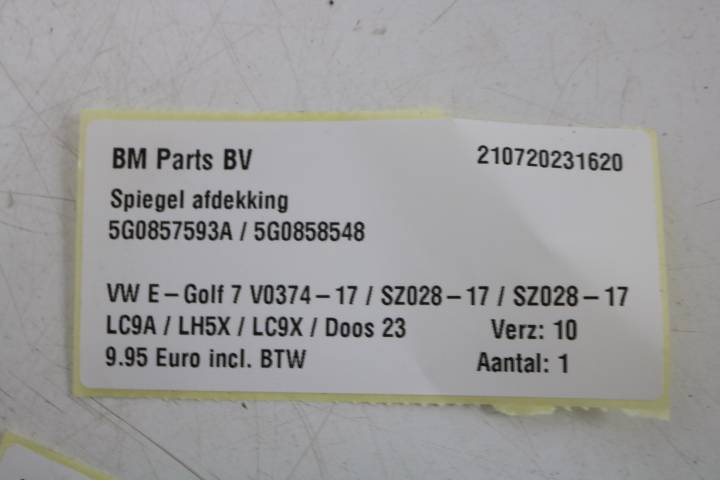 BM Parts BV 210720231620
Spiegel afdekking
5G0857593A / 5G0858548
VW E-Golf 7 V0374-17 / SZ028-17 / SZ028-17
LC9A / LH5X / LC9X / Doos 23 Verz: 10
9.95 Euro incl. BTW Aantal: 1